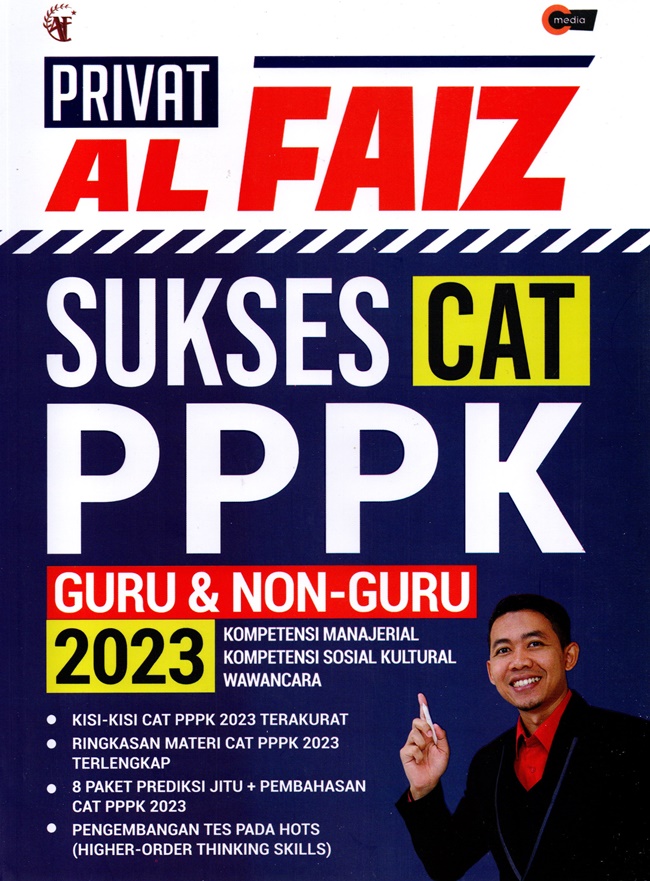 AF
C media
PRIVAT
AL FAIZ
SUKSES CAT
PPPK
GURU & NON-GURU
2023
KOMPETENSI MANAJERIAL
KOMPETENSI SOSIAL KULTURAL
WAWANCARA
• KISI-KISI CAT PPPK 2023 TERAKURAT
• RINGKASAN MATERI CAT PPPK 2023
TERLENGKAP
• 8 PAKET PREDIKSI JITU + PEMBAHASAN
CAT PPPK 2023
• PENGEMBANGAN TES PADA HOTS
(HIGHER-ORDER THINKING SKILLS)